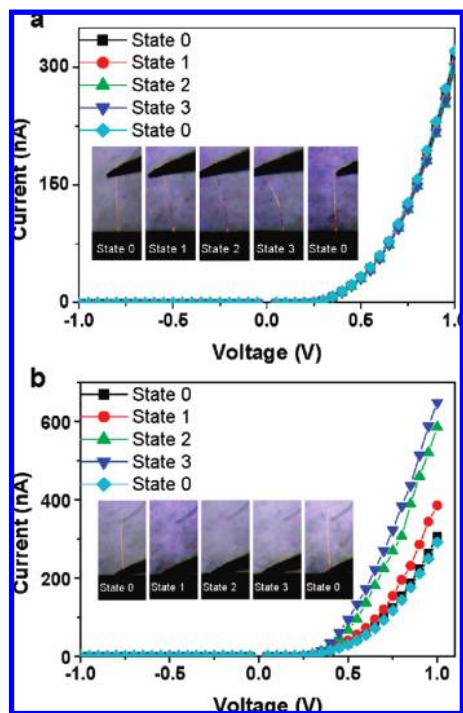 a
State 0
State 1
State 2
State 3
State 0
300
150
0
Current (nA)
State 0 State 1 State 2 State 3 State 0
-1.0 -0.5 0.0 0.5 1.0
Voltage (V)
b
State 0
State 1
State 2
State 3
State 0
600
400
200
0
Current (nA)
State 0 State 1 State 2 State 3 State 0
-1.0 -0.5 0.0 0.5 1.0
Voltage (V)